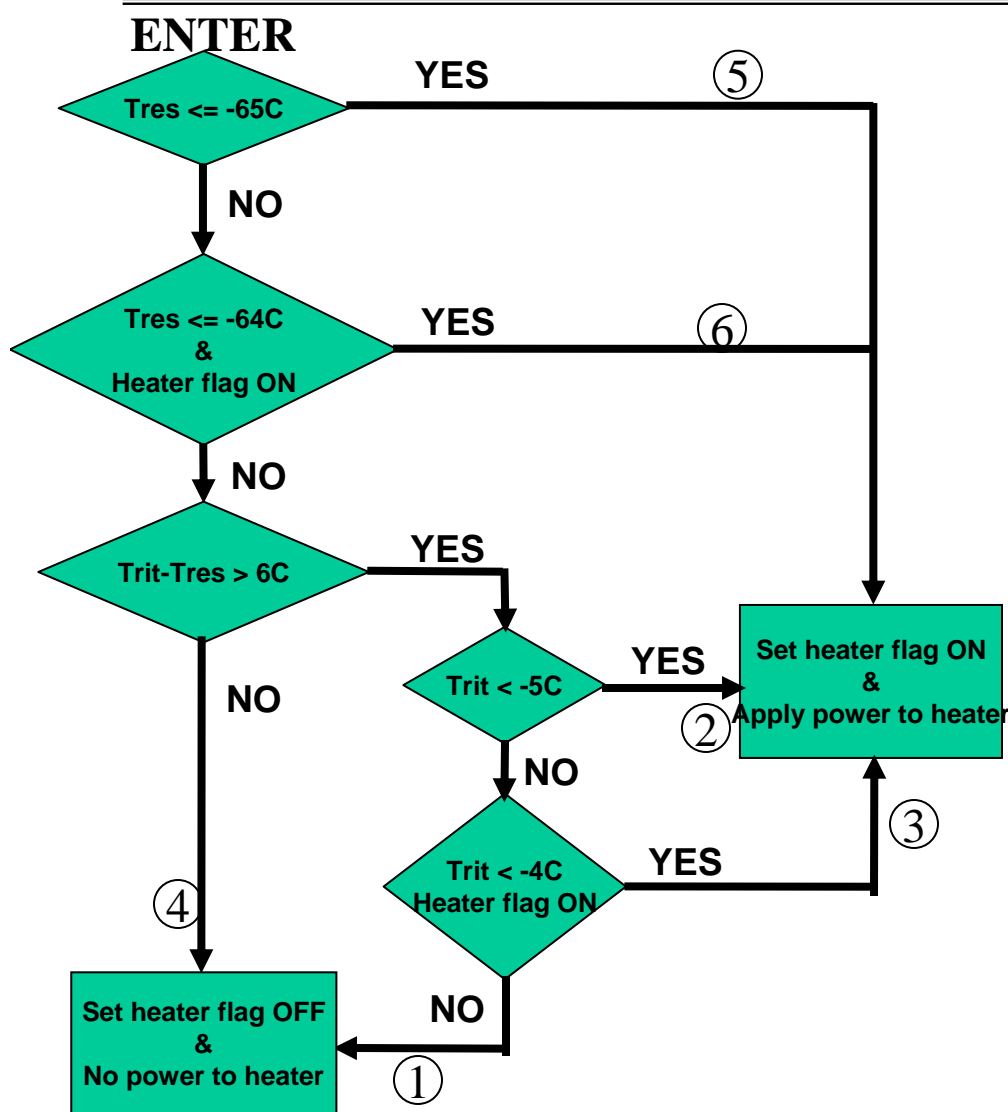 ENTER
YES
⑤
Tres <= -65C
NO
Tres <= -64C
&
Heater flag ON
YES
⑥
NO
Trit-Tres > 6C
YES
NO
Trit < -5C
YES
②
Set heater flag ON
&
Apply power to heater
NO
③
Trit < -4C
Heater flag ON
YES
④
NO
Set heater flag OFF
&
No power to heater
①